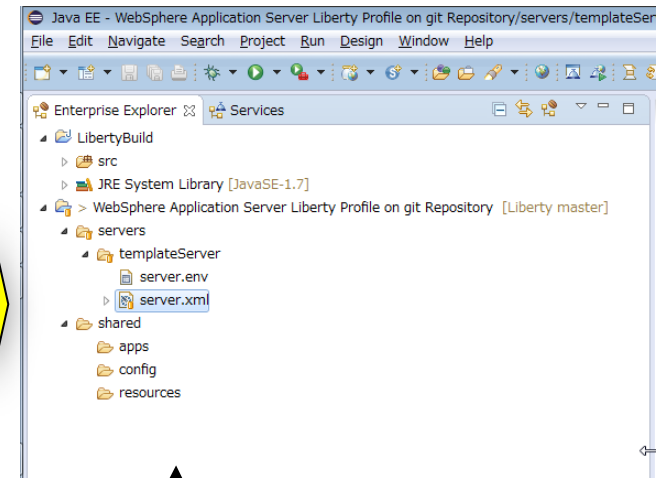 Java EE - WebSphere Application Server Liberty Profile on git Repository/servers/templateSer
File Edit Navigate Search Project Run Design Window Help
Enterprise Explorer Services
LibertyBuild
src
JRE System Library [JavaSE-1.7]
> WebSphere Application Server Liberty Profile on git Repository [Liberty master]
servers
templateServer
server.env
server.xml
shared
apps
config
resources